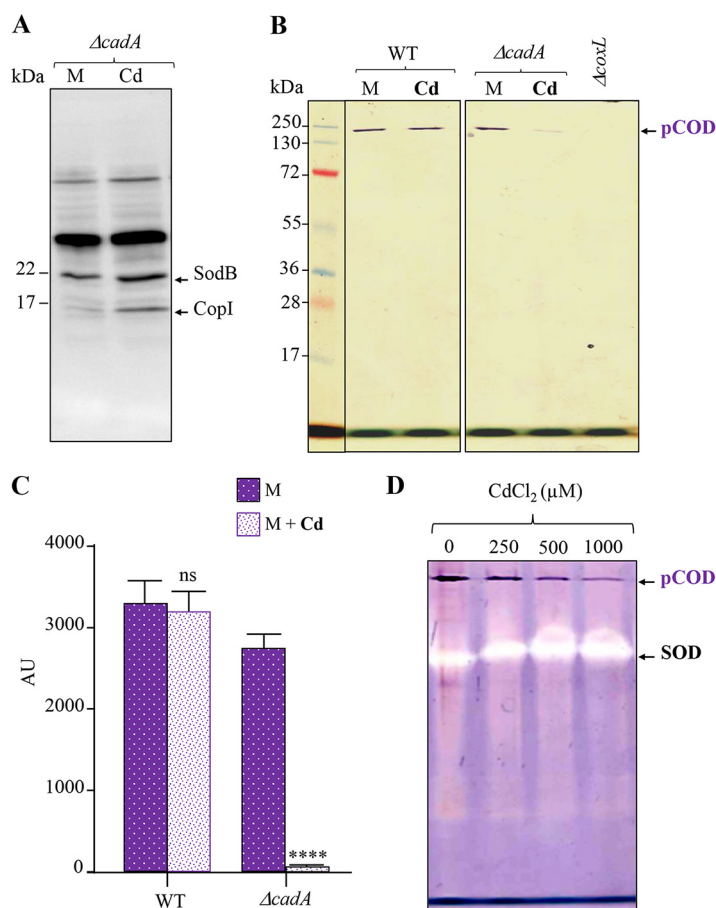 A
ΔcadA
kDa
M Cd
22
17
SodB
CopI
B
WT ΔcadA ΔcoxL
kDa
M Cd M Cd
250
130
72
55
36
28
17
pCOD
C
M
M + Cd
4000
3000
2000
1000
0
AU
ns
****
WT ΔcadA
D
CdCl₂ (µM)
0 250 500 1000
pCOD
SOD